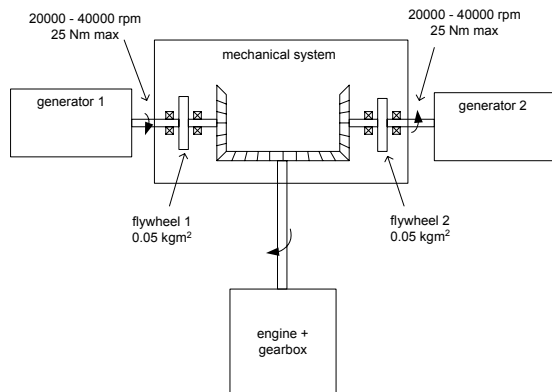 20000 - 40000 rpm
25 Nm max
20000 - 40000 rpm
25 Nm max
mechanical system
generator 1
generator 2
flywheel 1
0.05 kgm²
flywheel 2
0.05 kgm²
engine +
gearbox